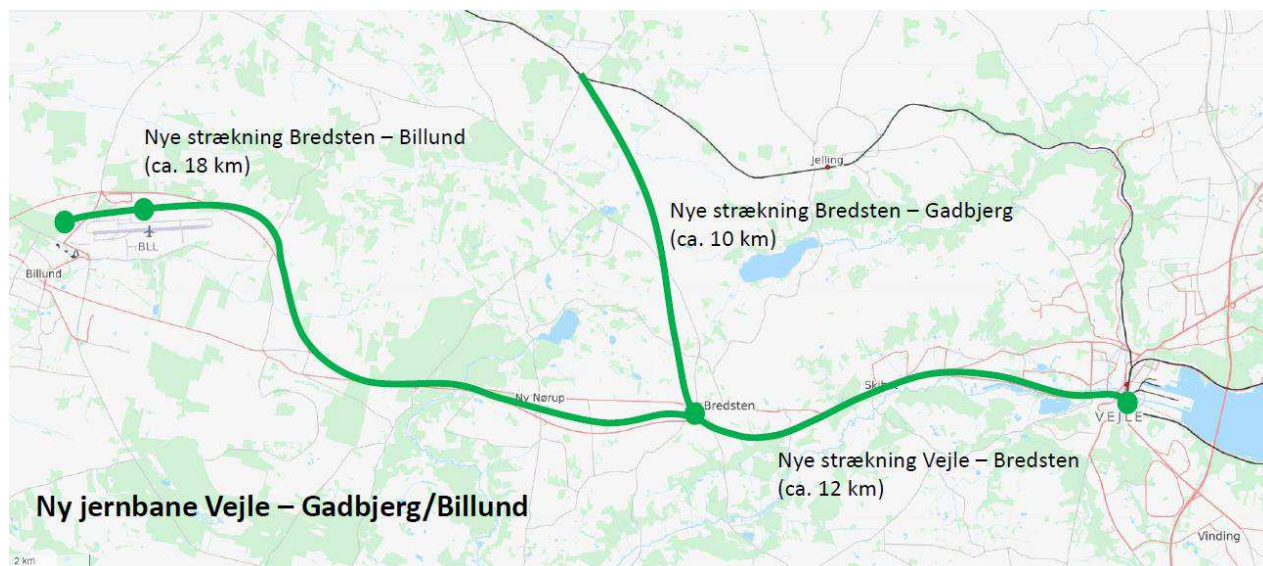 Nye strækning Bredsten – Billund
(ca. 18 km)
Jelling
Nye strækning Bredsten – Gadbjerg
(ca. 10 km)
BLL
Billund
Ny Nørup
Bredsten
VEJLE
Nye strækning Vejle – Bredsten
(ca. 12 km)
Ny jernbane Vejle – Gadbjerg/Billund
Vinding
2 km